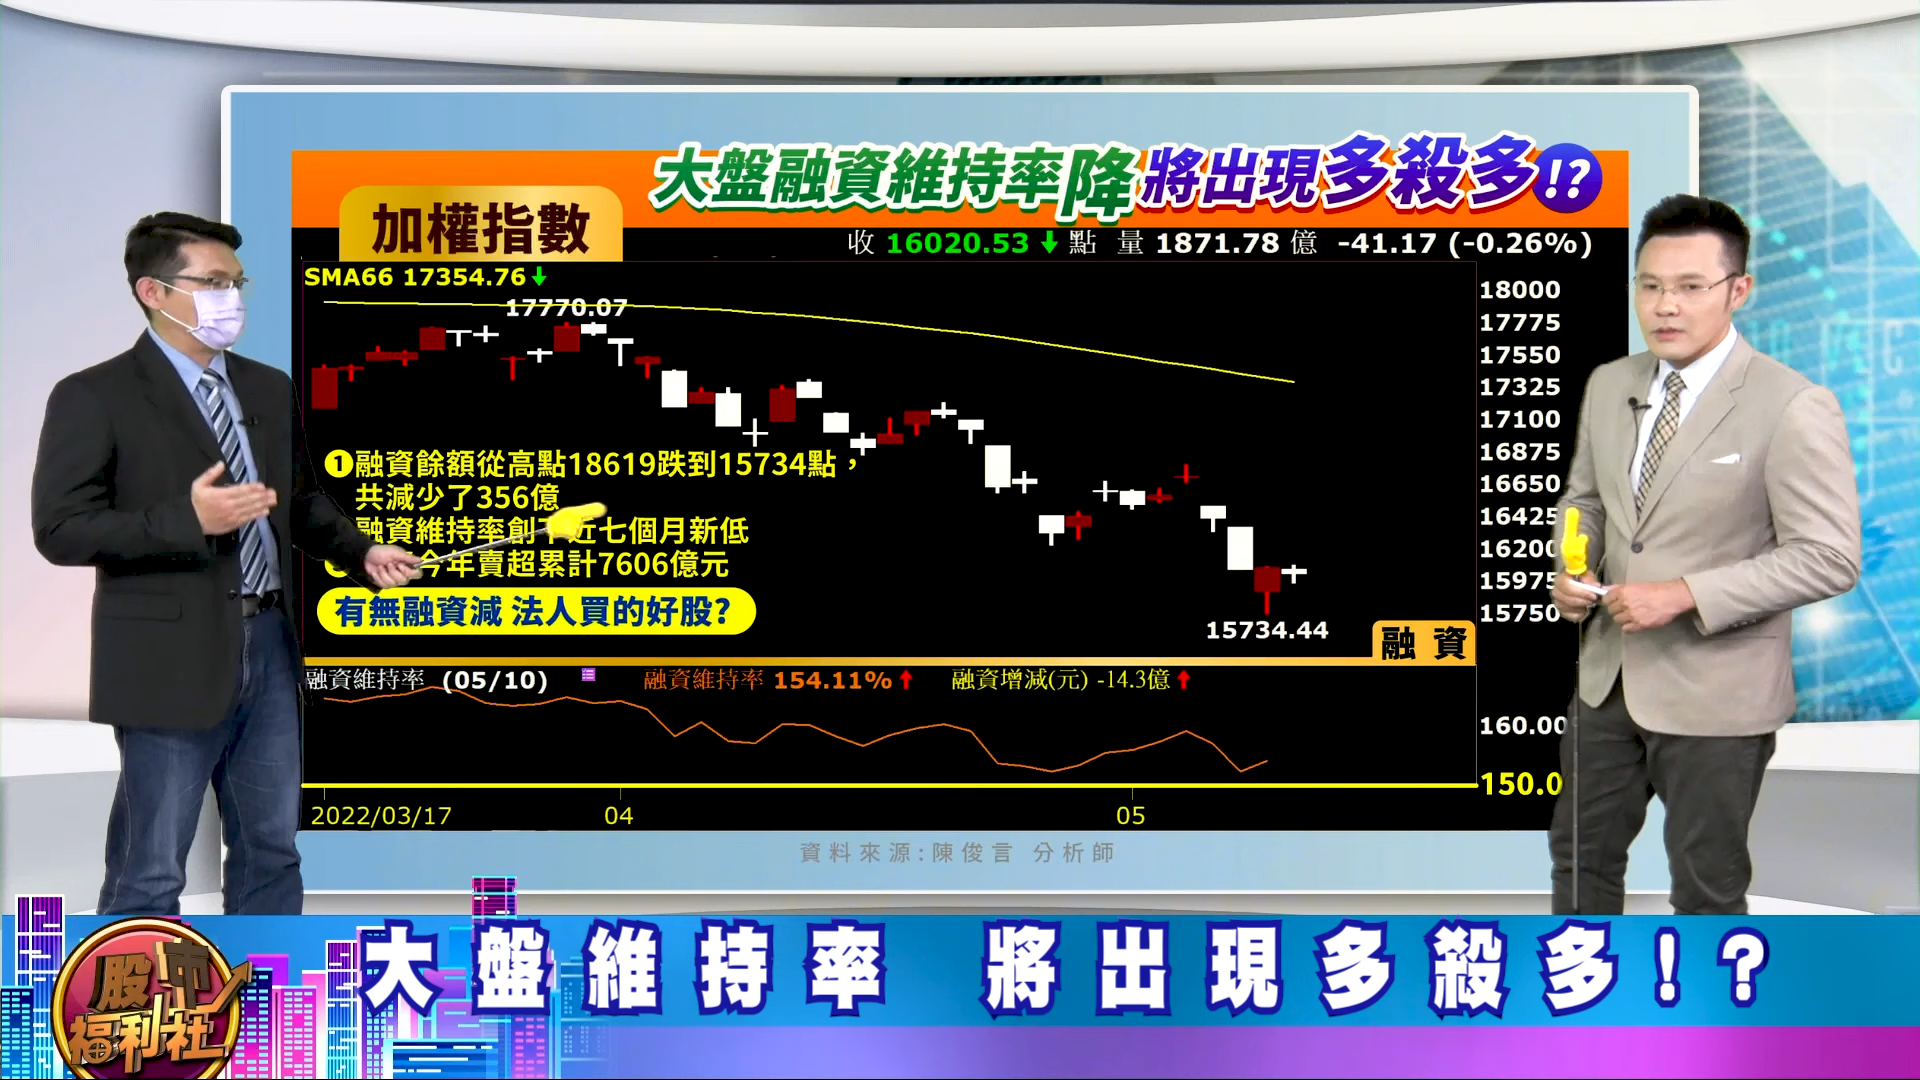 大盤融資維持率降 將出現多殺多!?
加權指數
收 16020.53 ↓ 點 量 1871.78 億 -41.17 (-0.26%)
SMA66 17354.76↓
17770.07
18000
17775
17550
17325
17100
16875
16650
16425
16200
15975
15750
❶融資餘額從高點18619跌到15734點，
共減少了356億
融資維持率創下近七個月新低
今年賣超累計7606億元
有無融資減 法人買的好股?
15734.44
融 資
融資維持率 (05/10) 融資維持率 154.11%↑ 融資增減(元) -14.3億↑
160.00
150.0
2022/03/17 04 05
資料來源:陳俊言 分析師
大盤維持率 將出現多殺多!?
股市
福利社